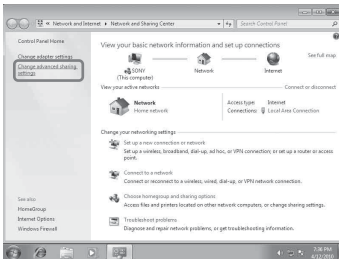 « Network and Internet ▸ Network and Sharing Center
Search Control Panel
Control Panel Home
Change adapter settings
Change advanced sharing
settings
See also
HomeGroup
Internet Options
Windows Firewall
View your basic network information and set up connections
See full map
SONY
(This computer)
Network
Internet
View your active networks
Connect or disconnect
Network
Home network
Access type: Internet
Connections: Local Area Connection
Change your networking settings
Set up a new connection or network
Set up a wireless, broadband, dial-up, ad hoc, or VPN connection; or set up a router or access
point.
Connect to a network
Connect or reconnect to a wireless, wired, dial-up, or VPN network connection.
Choose homegroup and sharing options
Access files and printers located on other network computers, or change sharing settings.
Troubleshoot problems
Diagnose and repair network problems, or get troubleshooting information.
7:36 PM
4/12/2010